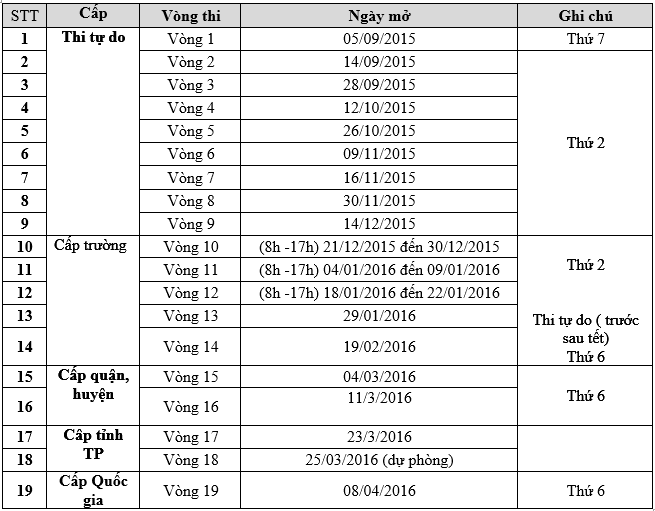 STT Cấp Vòng thi Ngày mở Ghi chú
1 Thi tự do Vòng 1 05/09/2015 Thứ 7
2 Vòng 2 14/09/2015
3 Vòng 3 28/09/2015
4 Vòng 4 12/10/2015
5 Vòng 5 26/10/2015
6 Vòng 6 09/11/2015 Thứ 2
7 Vòng 7 16/11/2015
8 Vòng 8 30/11/2015
9 Vòng 9 14/12/2015
10 Cấp trường Vòng 10 (8h -17h) 21/12/2015 đến 30/12/2015
11 Vòng 11 (8h -17h) 04/01/2016 đến 09/01/2016 Thứ 2
12 Vòng 12 (8h -17h) 18/01/2016 đến 22/01/2016
13 Vòng 13 29/01/2016 Thi tự do ( trước
sau tết)
14 Vòng 14 19/02/2016 Thứ 6
15 Cấp quận, Vòng 15 04/03/2016
16 huyện Vòng 16 11/3/2016 Thứ 6
17 Câp tỉnh Vòng 17 23/3/2016
18 TP Vòng 18 25/03/2016 (dự phòng)
19 Cấp Quốc Vòng 19 08/04/2016 Thứ 6
gia